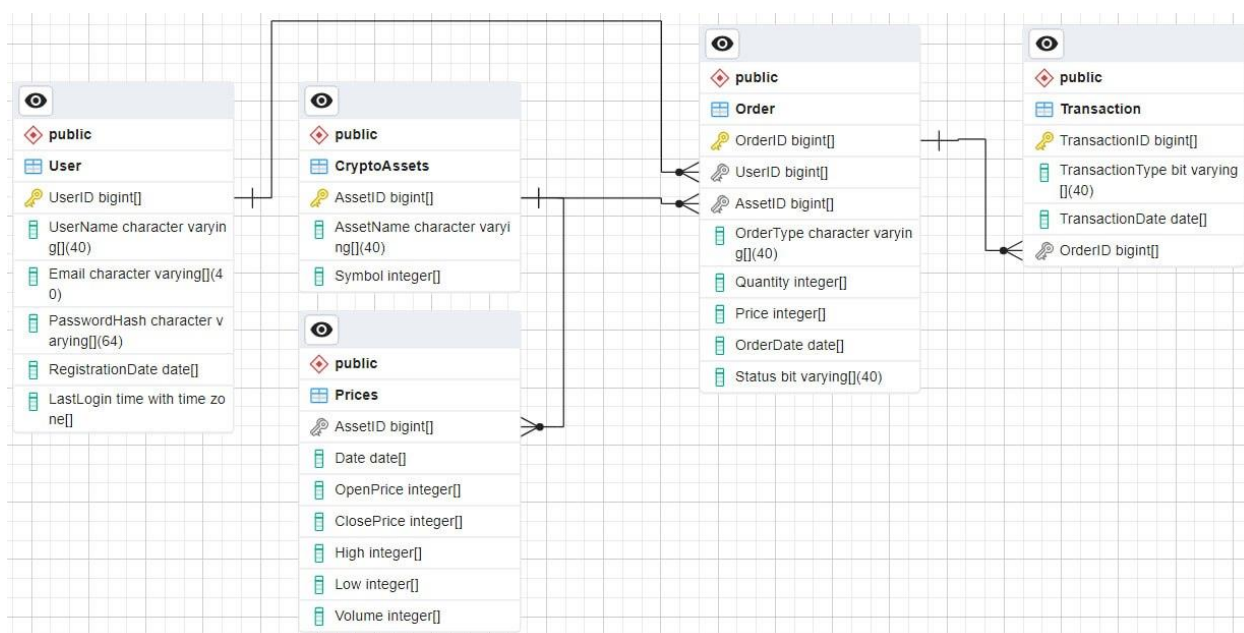 public
User
UserID bigint[]
UserName character varyin
g[](40)
Email character varying[](4
0)
PasswordHash character v
arying[](64)
RegistrationDate date[]
LastLogin time with time zo
ne[]
public
CryptoAssets
AssetID bigint[]
AssetName character varyi
ng[](40)
Symbol integer[]
public
Prices
AssetID bigint[]
Date date[]
OpenPrice integer[]
ClosePrice integer[]
High integer[]
Low integer[]
Volume integer[]
public
Order
OrderID bigint[]
UserID bigint[]
AssetID bigint[]
OrderType character varyin
g[](40)
Quantity integer[]
Price integer[]
OrderDate date[]
Status bit varying[](40)
public
Transaction
TransactionID bigint[]
TransactionType bit varying
[](40)
TransactionDate date[]
OrderID bigint[]